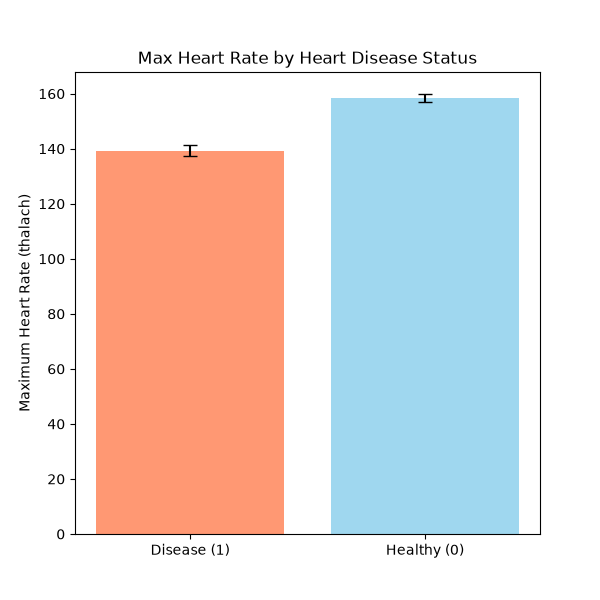 Max Heart Rate by Heart Disease Status
Maximum Heart Rate (thalach)
160
140
120
100
80
60
40
20
0
Disease (1)
Healthy (0)